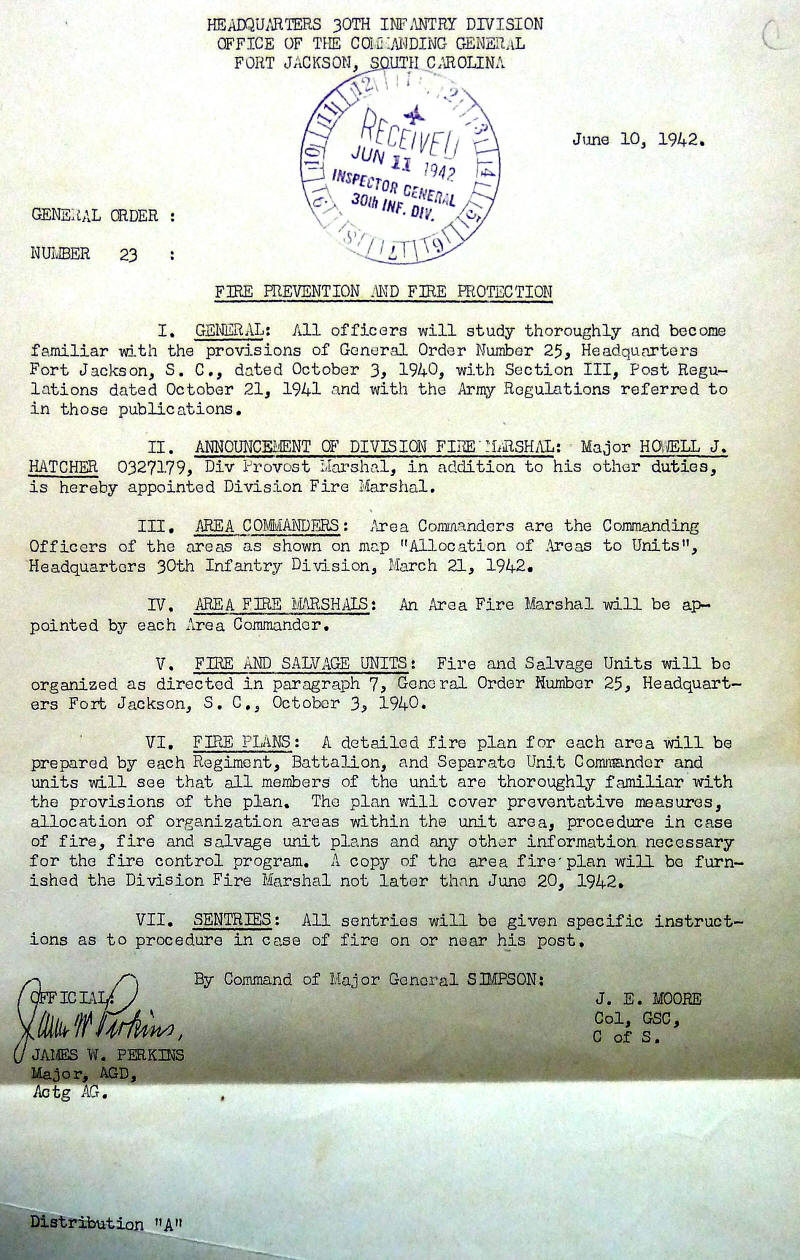 HEADQUARTERS 30TH INFANTRY DIVISION
OFFICE OF THE COMMANDING GENERAL
FORT JACKSON, SOUTH CAROLINA
12 1 2 3 4 5 6 7 8 9 10 11
RECEIVED
JUN 11 1942
INSPECTOR GENERAL
30th INF. DIV.
June 10, 1942.
GENERAL ORDER :
NUMBER 23 :
FIRE PREVENTION AND FIRE PROTECTION
I. GENERAL: All officers will study thoroughly and become
familiar with the provisions of General Order Number 25, Headquarters
Fort Jackson, S. C., dated October 3, 1940, with Section III, Post Regu-
lations dated October 21, 1941 and with the Army Regulations referred to
in those publications.
II. ANNOUNCEMENT OF DIVISION FIRE MARSHAL: Major HOWELL J.
HATCHER 0327179, Div Provost Marshal, in addition to his other duties,
is hereby appointed Division Fire Marshal.
III. AREA COMMANDERS: Area Commanders are the Commanding
Officers of the areas as shown on map "Allocation of Areas to Units",
Headquarters 30th Infantry Division, March 21, 1942.
IV. AREA FIRE MARSHALS: An Area Fire Marshal will be ap-
pointed by each Area Commander.
V. FIRE AND SALVAGE UNITS: Fire and Salvage Units will be
organized as directed in paragraph 7, General Order Number 25, Headquart-
ers Fort Jackson, S. C., October 3, 1940.
VI. FIRE PLANS: A detailed fire plan for each area will be
prepared by each Regiment, Battalion, and Separate Unit Commander and
units will see that all members of the unit are thoroughly familiar with
the provisions of the plan. The plan will cover preventative measures,
allocation of organization areas within the unit area, procedure in case
of fire, fire and salvage unit plans and any other information necessary
for the fire control program. A copy of the area fire plan will be furn-
ished the Division Fire Marshal not later than June 20, 1942.
VII. SENTRIES: All sentries will be given specific instruct-
ions as to procedure in case of fire on or near his post.
By Command of Major General SIMPSON:
OFFICIAL:
James W Perkins,
JAMES W. PERKINS
Major, AGD,
Actg AG.
J. E. MOORE
Col, GSC,
C of S.
Distribution "A"